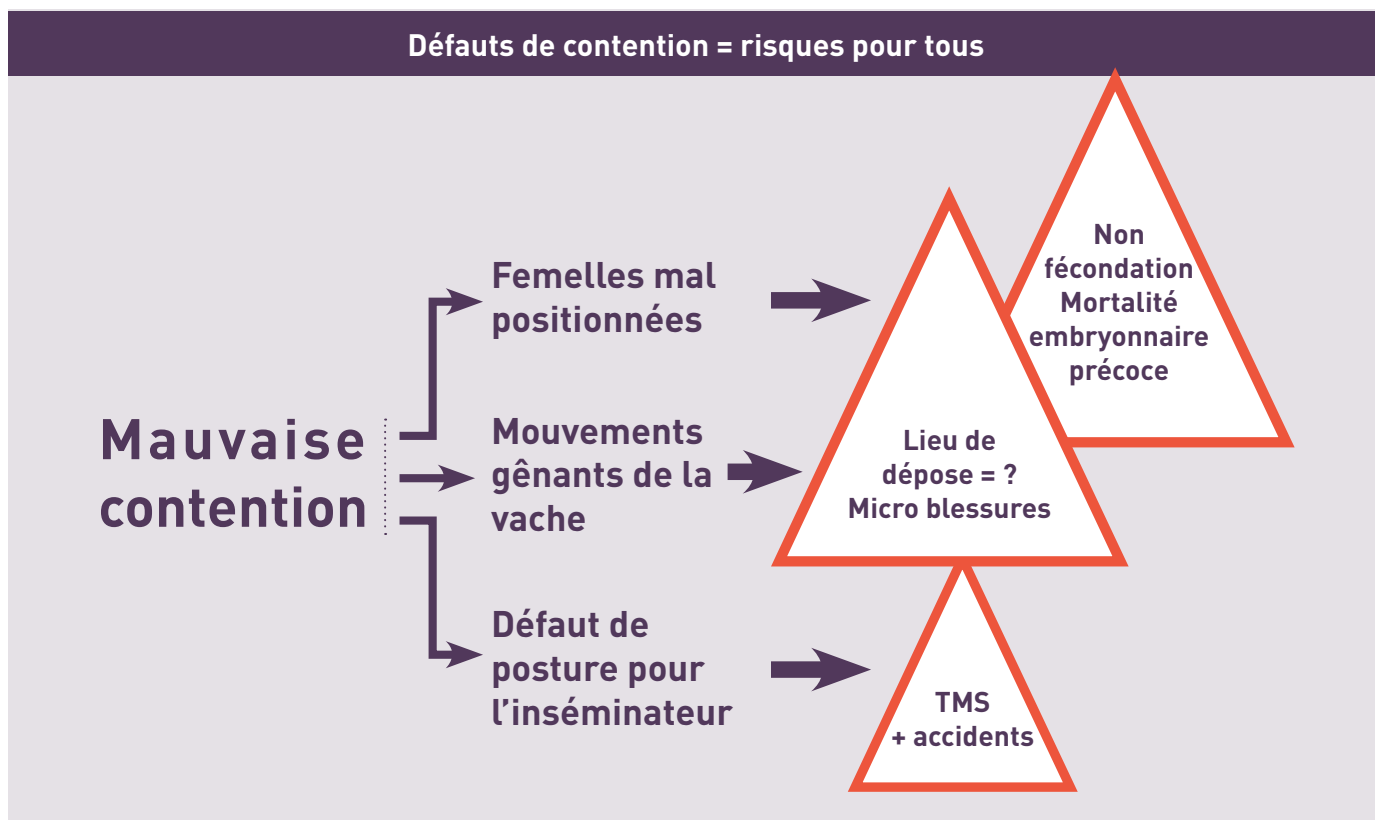 Défauts de contention = risques pour tous
Mauvaise
contention
Femelles mal
positionnées
Mouvements
gênants de la
vache
Défaut de
posture pour
l’inséminateur
Non
fécondation
Mortalité
embryonnaire
précoce
Lieu de
dépose = ?
Micro blessures
TMS
+ accidents